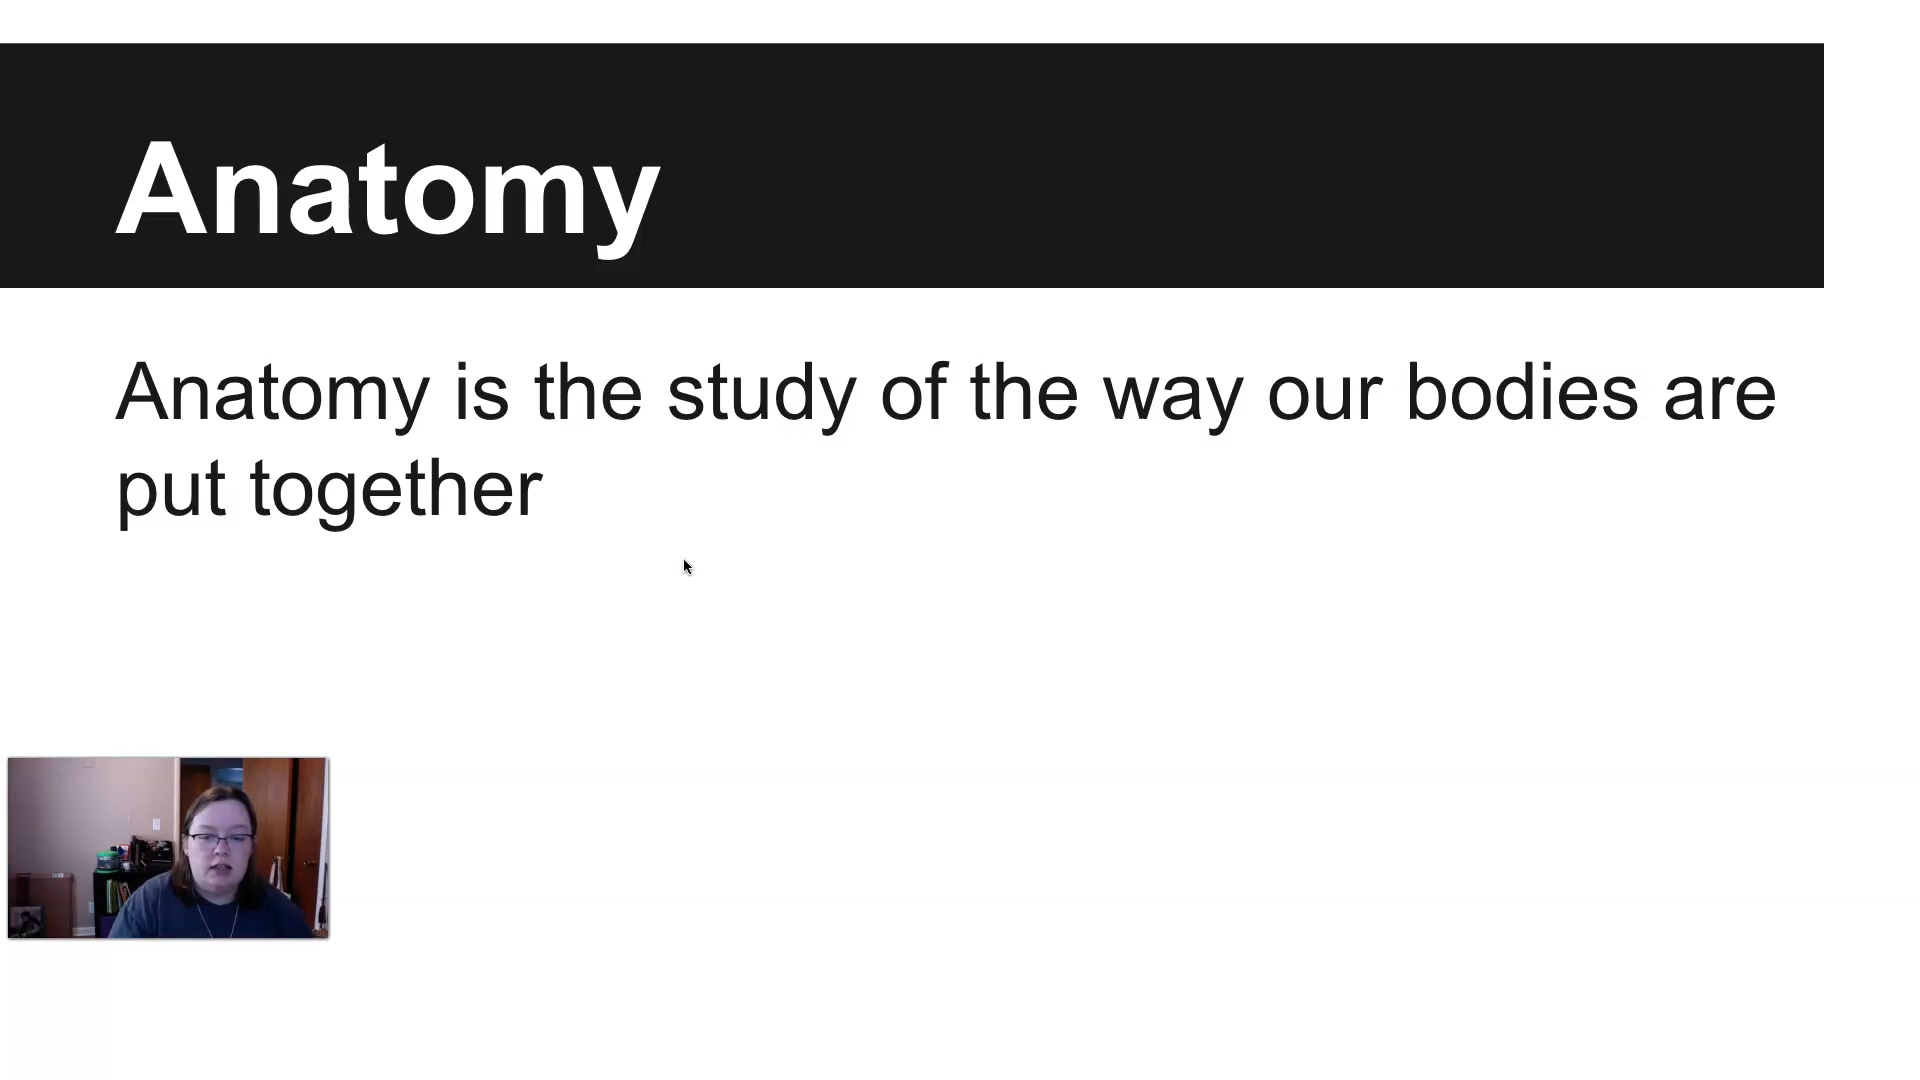 Anatomy
Anatomy is the study of the way our bodies are
put together